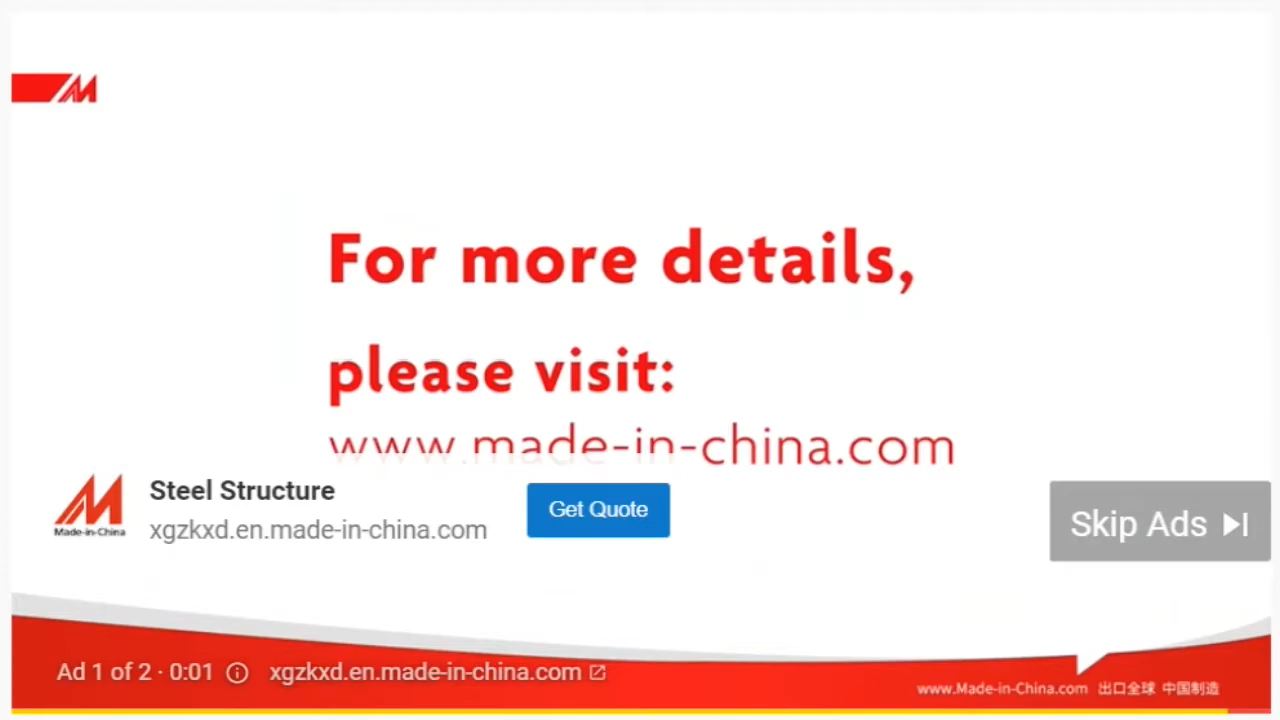 For more details,
please visit:
www.made-in-china.com
Made-in-China
Steel Structure
xgzkxd.en.made-in-china.com
Get Quote
Skip Ads
Ad 1 of 2 · 0:01
xgzkxd.en.made-in-china.com
www.Made-in-China.com 出口全球 中国制造